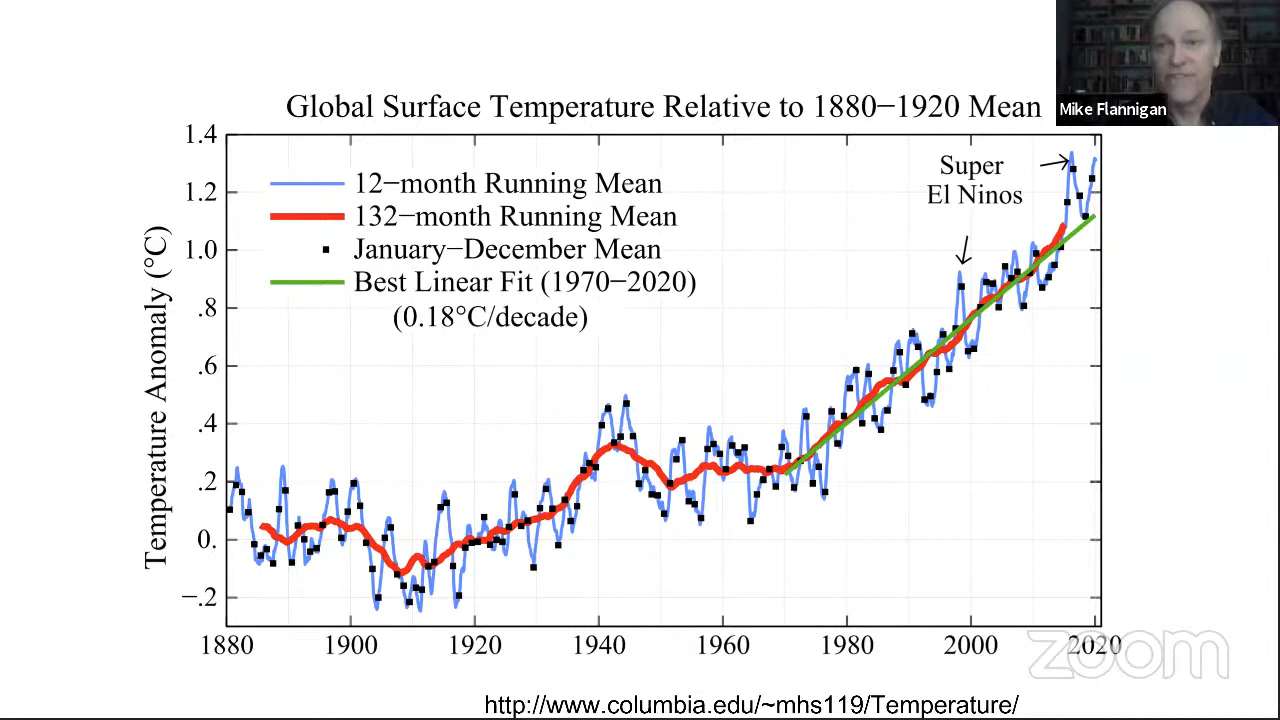 Mike Flannigan
Global Surface Temperature Relative to 1880−1920 Mean
1.4
1.2
1.0
.8
.6
.4
.2
0.
−.2
Temperature Anomaly (°C)
12−month Running Mean
132−month Running Mean
January−December Mean
Best Linear Fit (1970−2020)
(0.18°C/decade)
Super
El Ninos
1880 1900 1920 1940 1960 1980 2000 2020
zoom
http://www.columbia.edu/~mhs119/Temperature/